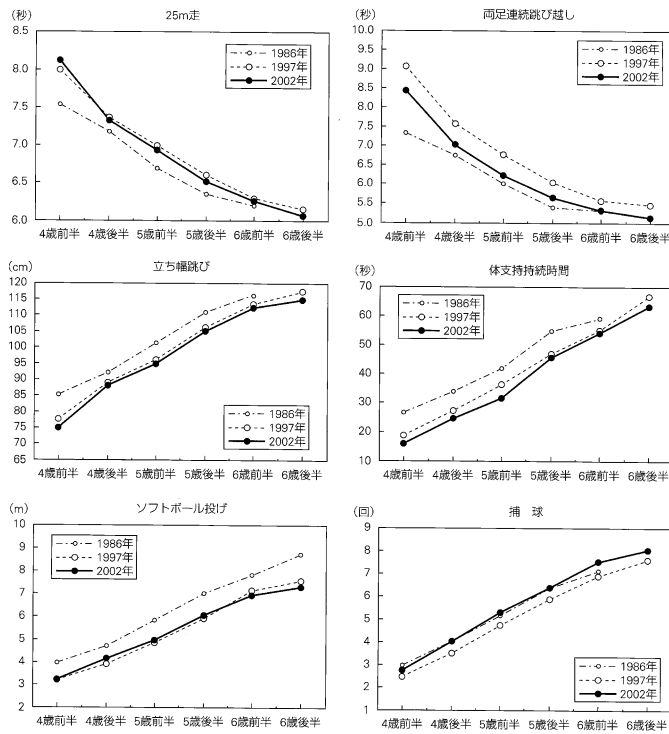 25m走
(秒)
8.5
8.0
7.5
7.0
6.5
6.0
1986年
1997年
2002年
4歳前半 4歳後半 5歳前半 5歳後半 6歳前半 6歳後半
両足連続跳び越し
(秒)
10.0
9.5
9.0
8.5
8.0
7.5
7.0
6.5
6.0
5.5
5.0
1986年
1997年
2002年
4歳前半 4歳後半 5歳前半 5歳後半 6歳前半 6歳後半
立ち幅跳び
(cm)
120
115
110
105
100
95
90
85
80
75
70
65
1986年
1997年
2002年
4歳前半 4歳後半 5歳前半 5歳後半 6歳前半 6歳後半
体支持持続時間
(秒)
70
60
50
40
30
20
10
1986年
1997年
2002年
4歳前半 4歳後半 5歳前半 5歳後半 6歳前半 6歳後半
ソフトボール投げ
(m)
10
9
8
7
6
5
4
3
2
1986年
1997年
2002年
4歳前半 4歳後半 5歳前半 5歳後半 6歳前半 6歳後半
捕 球
(回)
9
8
7
6
5
4
3
2
1
1986年
1997年
2002年
4歳前半 4歳後半 5歳前半 5歳後半 6歳前半 6歳後半